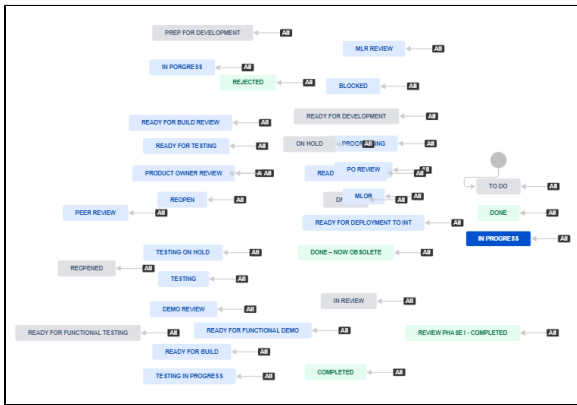 PREP FOR DEVELOPMENT All
MLR REVIEW All
IN PORGRESS All
REJECTED All
BLOCKED All
READY FOR DEVELOPMENT All
READY FOR BUILD REVIEW All
ON HOLD All
All
READY FOR TESTING All
PRODUCT OWNER REVIEW All
READ All
PO REVIEW All
TO DO All
REOPEN All
MLOR All
PEER REVIEW All
DONE All
READY FOR DEPLOYMENT TO INT All
IN PROGRESS All
TESTING ON HOLD All
DONE – NOW OBSOLETE All
REOPENED All
TESTING All
IN REVIEW All
DEMO REVIEW All
READY FOR FUNCTIONAL TESTING All
READY FOR FUNCTIONAL DEMO All
REVIEW PHASE I - COMPLETED All
READY FOR BUILD All
TESTING IN PROGRESS All
COMPLETED All